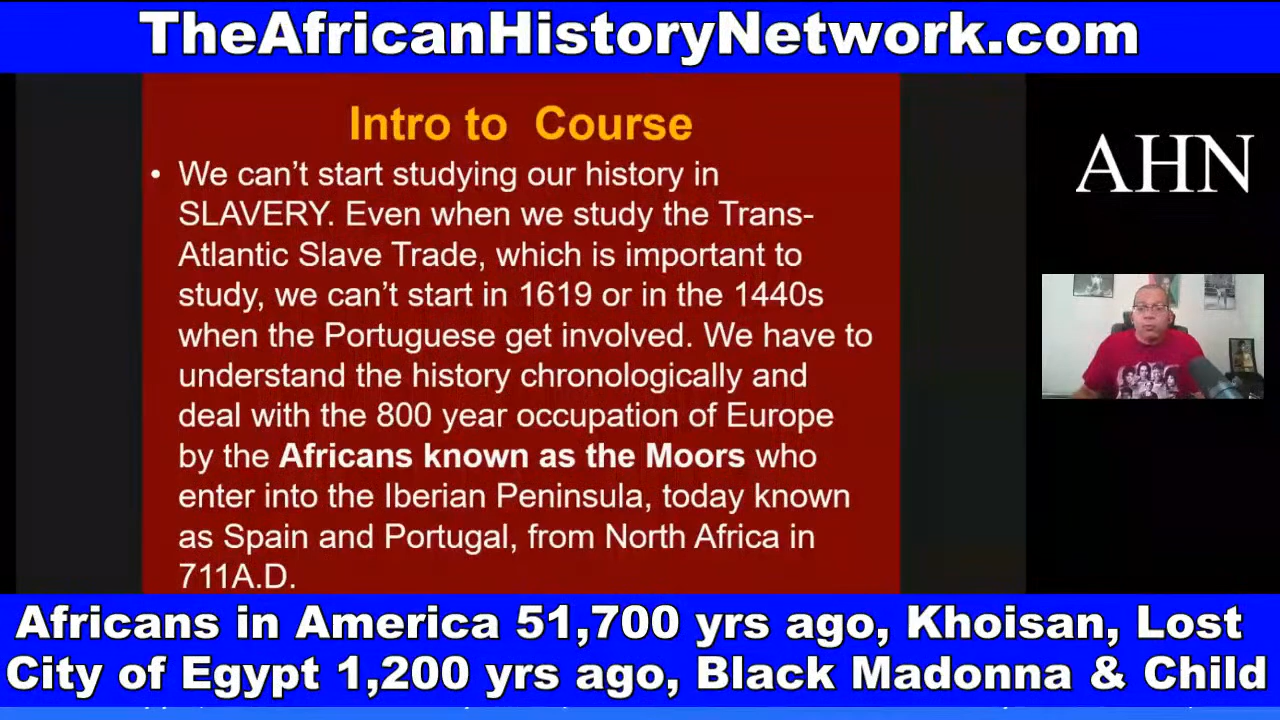 TheAfricanHistoryNetwork.com
Intro to Course
• We can't start studying our history in
SLAVERY. Even when we study the Trans-
Atlantic Slave Trade, which is important to
study, we can't start in 1619 or in the 1440s
when the Portuguese get involved. We have to
understand the history chronologically and
deal with the 800 year occupation of Europe
by the Africans known as the Moors who
enter into the Iberian Peninsula, today known
as Spain and Portugal, from North Africa in
711A.D.
AHN
Africans in America 51,700 yrs ago, Khoisan, Lost
City of Egypt 1,200 yrs ago, Black Madonna & Child